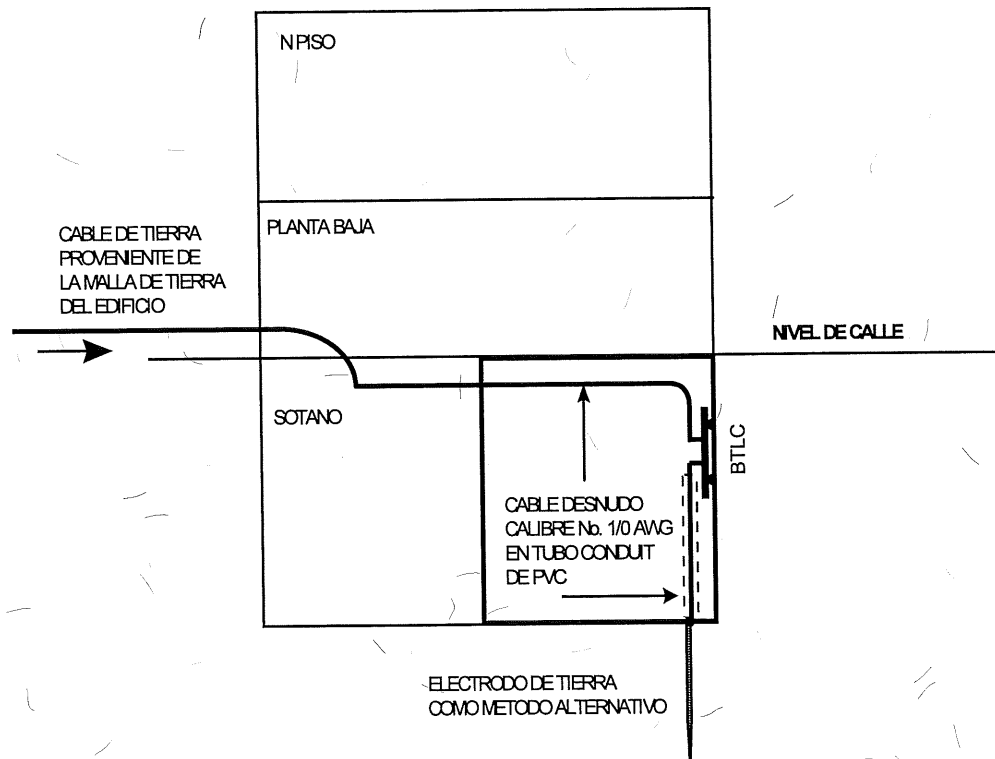 N PISO
PLANTA BAJA
CABLE DE TIERRA
PROVENIENTE DE
LA MALLA DE TIERRA
DEL EDIFICIO
NIVEL DE CALLE
SOTANO
BTLC
CABLE DESNUDO
CALIBRE No. 1/0 AWG
EN TUBO CONDUIT
DE PVC
ELECTRODO DE TIERRA
COMO METODO ALTERNATIVO